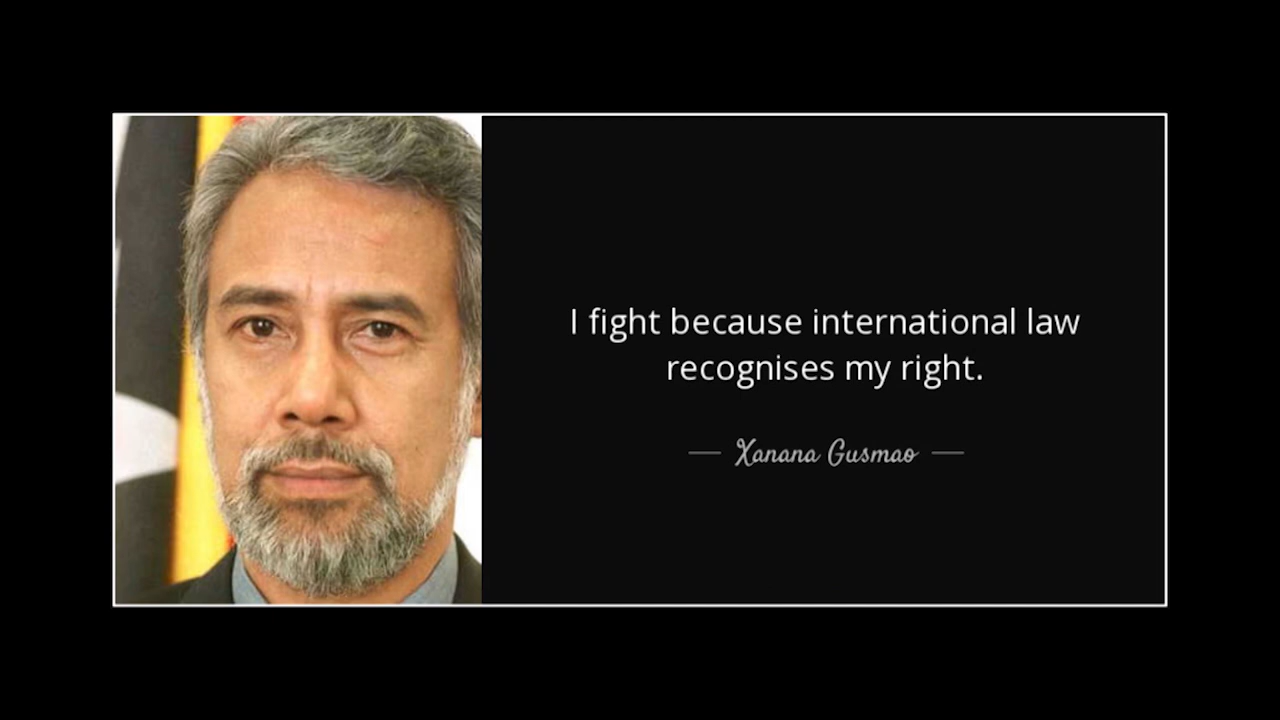 I fight because international law
recognises my right.
Xanana Gusmao